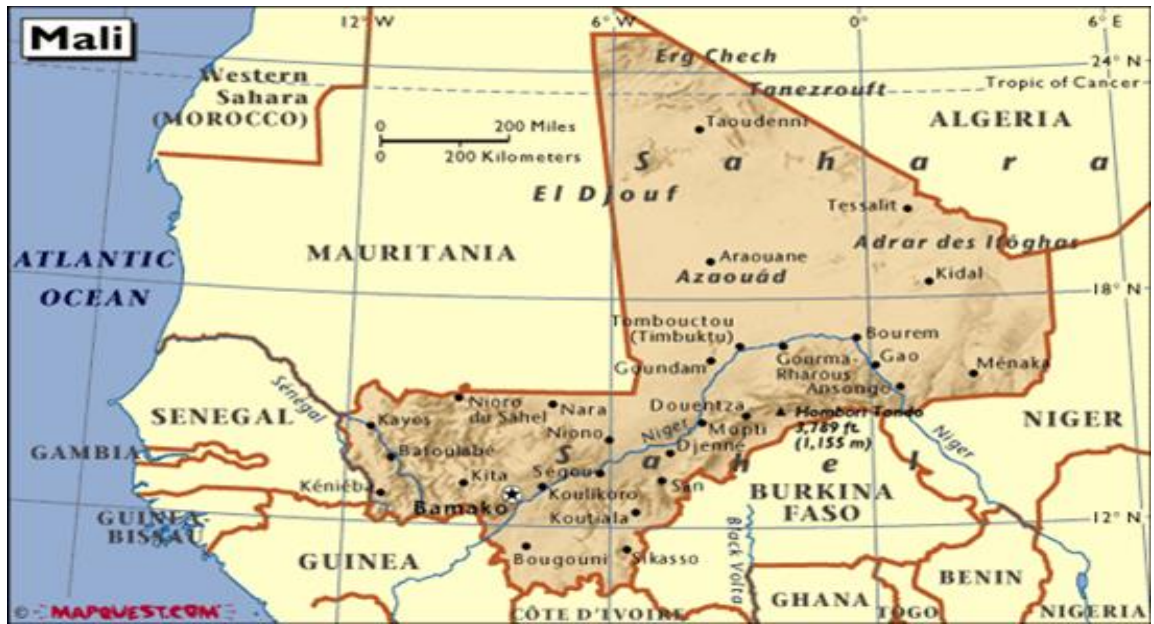 Mali
12° W
6° W
0°
6° E
24° N
Erg Chech
Tanezrouft
Tropic of Cancer
Western
Sahara
(MOROCCO)
0 200 Miles
0 200 Kilometers
Taoudenni
ALGERIA
S a h a r a
El Djouf
Tessalit
MAURITANIA
Adrar des Ifôghas
ATLANTIC
OCEAN
Araouane
Azaouâd
Kidal
18° N
Tombouctou
(Timbuktu)
Bourem
Goundam
Gourma-
Rharous
Gao
Ménaka
Ansongo
Sénégal
SENEGAL
Kayes
Nioro
du Sahel
Nara
Douentza
Hombori Tondo
3,789 ft.
(1,155 m)
NIGER
Niono
Niger
Mopti
Djenné
GAMBIA
Bafoulabé
Kita
Ségou
S a h e l
Niger
Kéniéba
Bamako
Koulikoro
San
BURKINA
FASO
GUINEA-
BISSAU
Koutiala
12° N
GUINEA
Bougouni
Sikasso
Black Volta
BENIN
GHANA
TOGO
NIGERIA
CÔTE D'IVOIRE
© MAPQUEST.COM